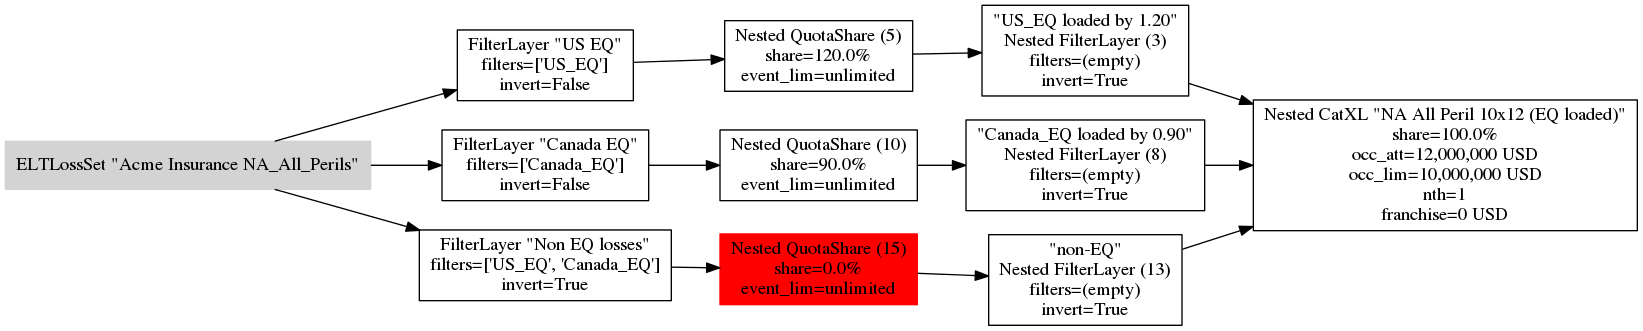 ELTLossSet "Acme Insurance NA_All_Perils"
FilterLayer "US EQ"
filters=['US_EQ']
invert=False
Nested QuotaShare (5)
share=120.0%
event_lim=unlimited
"US_EQ loaded by 1.20"
Nested FilterLayer (3)
filters=(empty)
invert=True
FilterLayer "Canada EQ"
filters=['Canada_EQ']
invert=False
Nested QuotaShare (10)
share=90.0%
event_lim=unlimited
"Canada_EQ loaded by 0.90"
Nested FilterLayer (8)
filters=(empty)
invert=True
FilterLayer "Non EQ losses"
filters=['US_EQ', 'Canada_EQ']
invert=True
Nested QuotaShare (15)
share=0.0%
event_lim=unlimited
"non-EQ"
Nested FilterLayer (13)
filters=(empty)
invert=True
Nested CatXL "NA All Peril 10x12 (EQ loaded)"
share=100.0%
occ_att=12,000,000 USD
occ_lim=10,000,000 USD
nth=1
franchise=0 USD